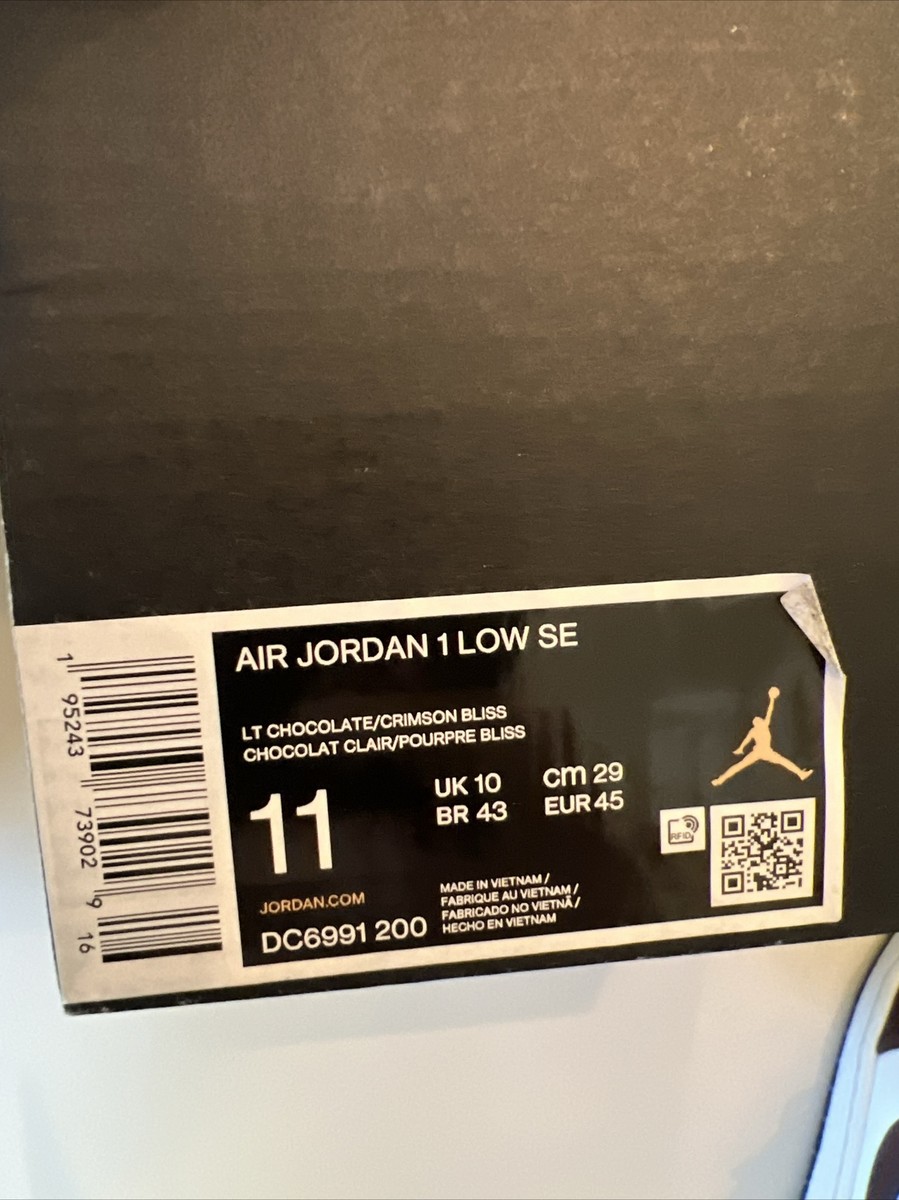 AIR JORDAN 1 LOW SE
LT CHOCOLATE/CRIMSON BLISS
CHOCOLAT CLAIR/POURPRE BLISS
11
UK 10 cm 29
BR 43 EUR 45
RFID
JORDAN.COM
DC6991 200
MADE IN VIETNAM /
FABRIQUE AU VIETNAM /
FABRICADO NO VIETNÃ /
HECHO EN VIETNAM
1 95243 73902 9 16